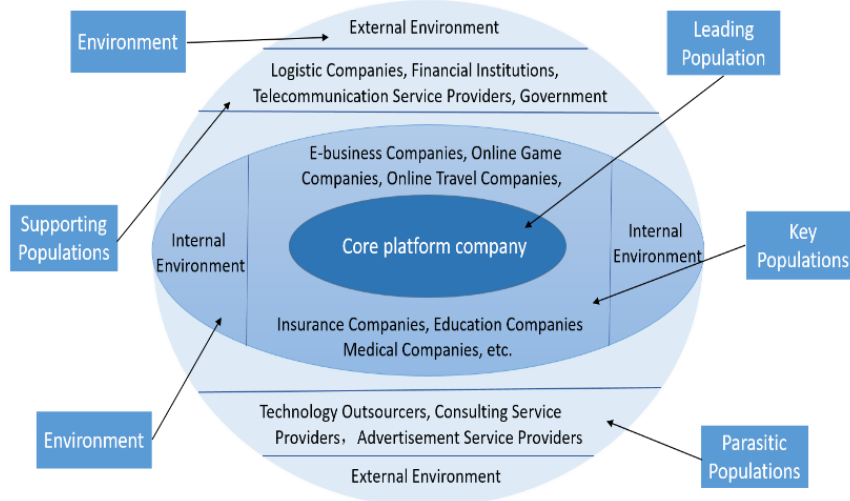 Environment
External Environment
Leading
Population
Logistic Companies, Financial Institutions,
Telecommunication Service Providers, Government
E-business Companies, Online Game
Companies, Online Travel Companies,
Supporting
Populations
Internal
Environment
Core platform company
Internal
Environment
Key
Populations
Insurance Companies, Education Companies
Medical Companies, etc.
Environment
Technology Outsourcers, Consulting Service
Providers, Advertisement Service Providers
Parasitic
Populations
External Environment